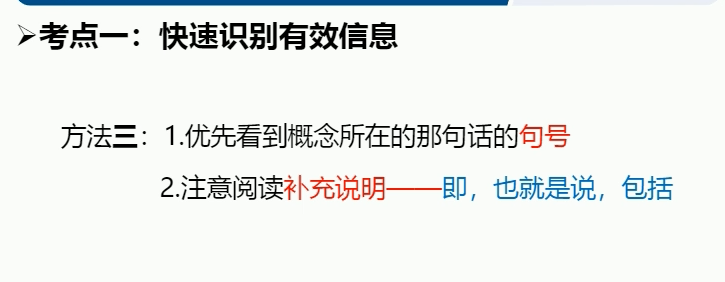 ➢考点一：快速识别有效信息
方法三：1.优先看到概念所在的那句话的句号
2.注意阅读补充说明——即，也就是说，包括